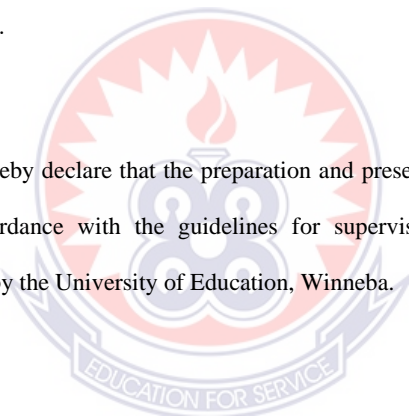 .
eby declare that the preparation and prese
rdance with the guidelines for supervis
by the University of Education, Winneba.
EDUCATION FOR SERVICE